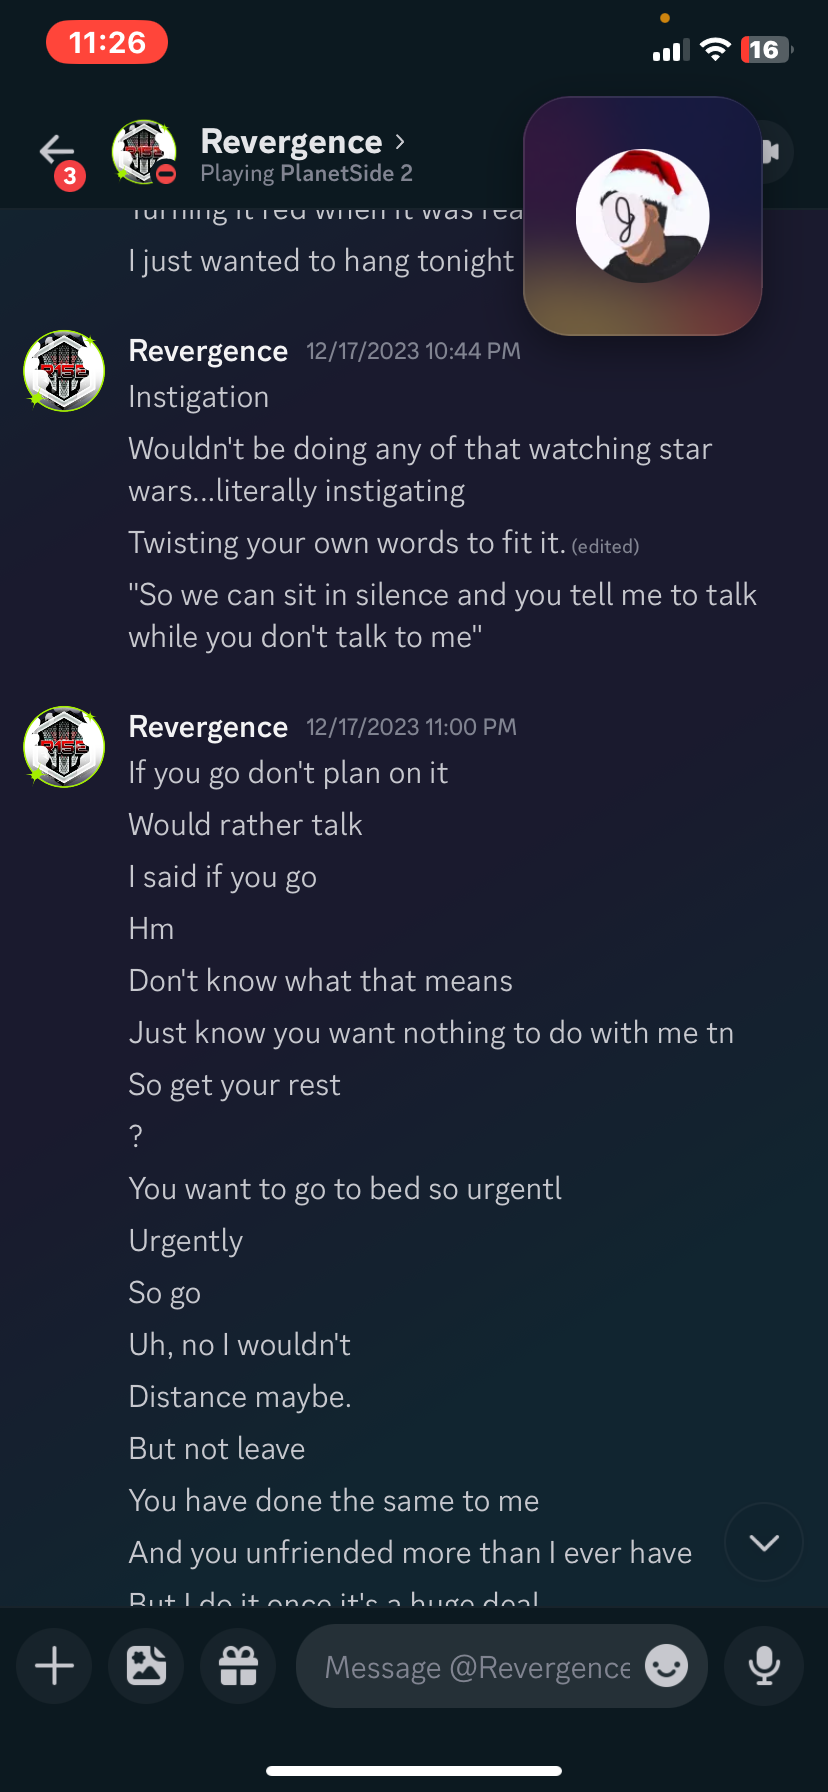 11:26
16
Revergence
Playing PlanetSide 2
3
Turning it red when it was rea
I just wanted to hang tonight
Revergence 12/17/2023 10:44 PM
Instigation
Wouldn't be doing any of that watching star
wars...literally instigating
Twisting your own words to fit it. (edited)
"So we can sit in silence and you tell me to talk
while you don't talk to me"
Revergence 12/17/2023 11:00 PM
If you go don't plan on it
Would rather talk
I said if you go
Hm
Don't know what that means
Just know you want nothing to do with me tn
So get your rest
?
You want to go to bed so urgentl
Urgently
So go
Uh, no I wouldn't
Distance maybe.
But not leave
You have done the same to me
And you unfriended more than I ever have
But I do it once it's a huge deal
Message @Revergence